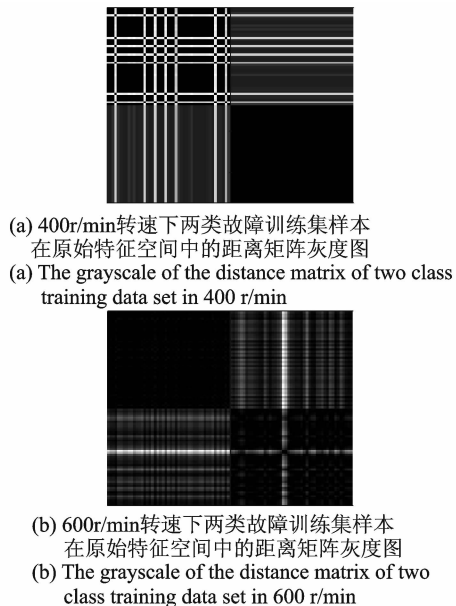 (a) 400r/min转速下两类故障训练集样本
在原始特征空间中的距离矩阵灰度图
(a) The grayscale of the distance matrix of two class
training data set in 400 r/min
(b) 600r/min转速下两类故障训练集样本
在原始特征空间中的距离矩阵灰度图
(b) The grayscale of the distance matrix of two
class training data set in 600 r/min